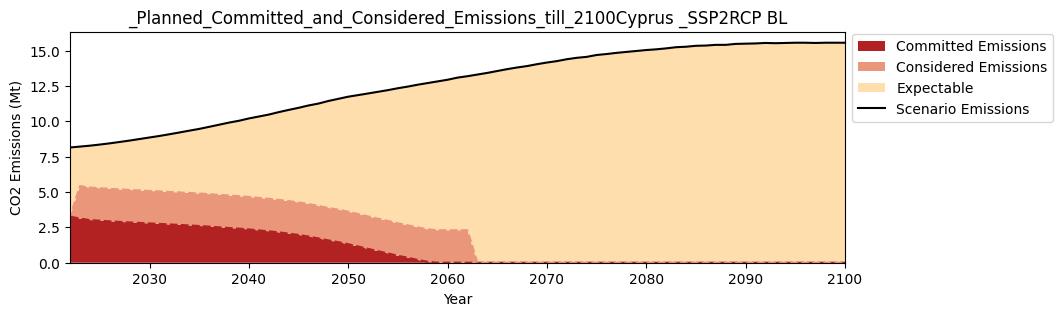 _Planned_Committed_and_Considered_Emissions_till_2100Cyprus _SSP2RCP BL
CO2 Emissions (Mt)
15.0
12.5
10.0
7.5
5.0
2.5
0.0
2030 2040 2050 2060 2070 2080 2090 2100
Year
Committed Emissions
Considered Emissions
Expectable
Scenario Emissions